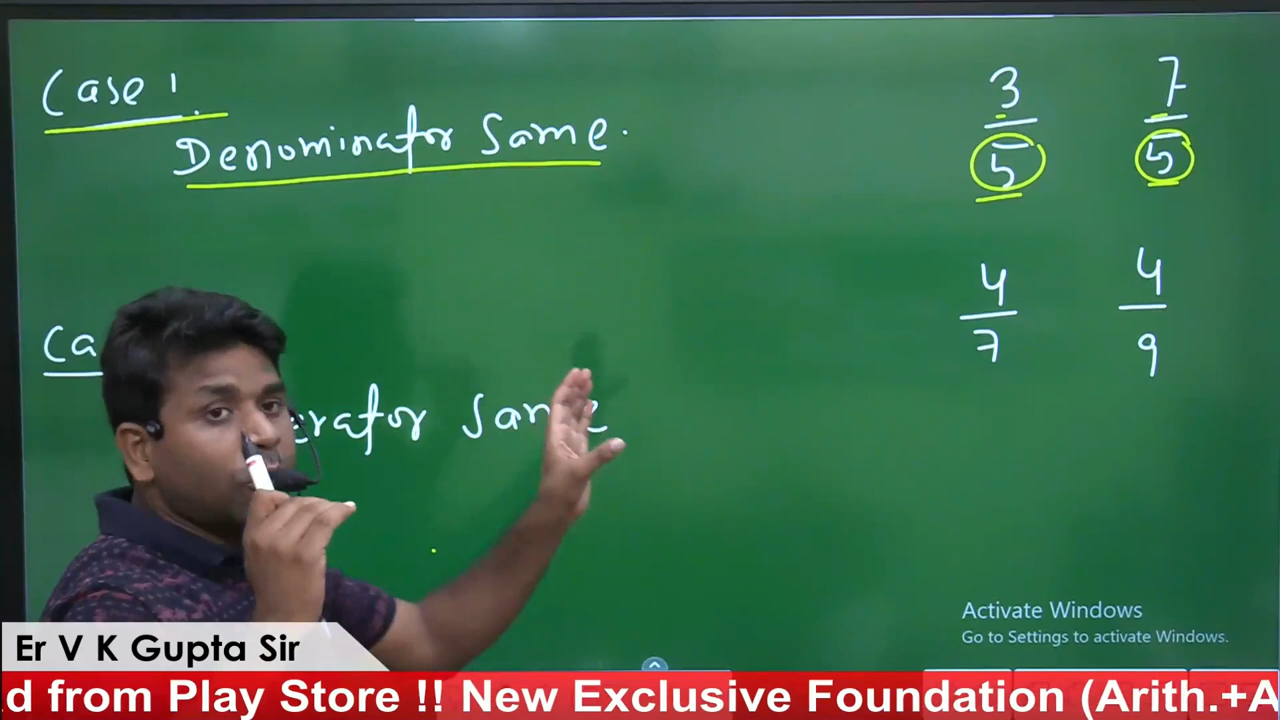 Case 1.
Denominator Same.
3/5 7/5
Ca
erator Same
4/7 4/9
Activate Windows
Go to Settings to activate Windows.
Er V K Gupta Sir
d from Play Store !! New Exclusive Foundation (Arith.+A